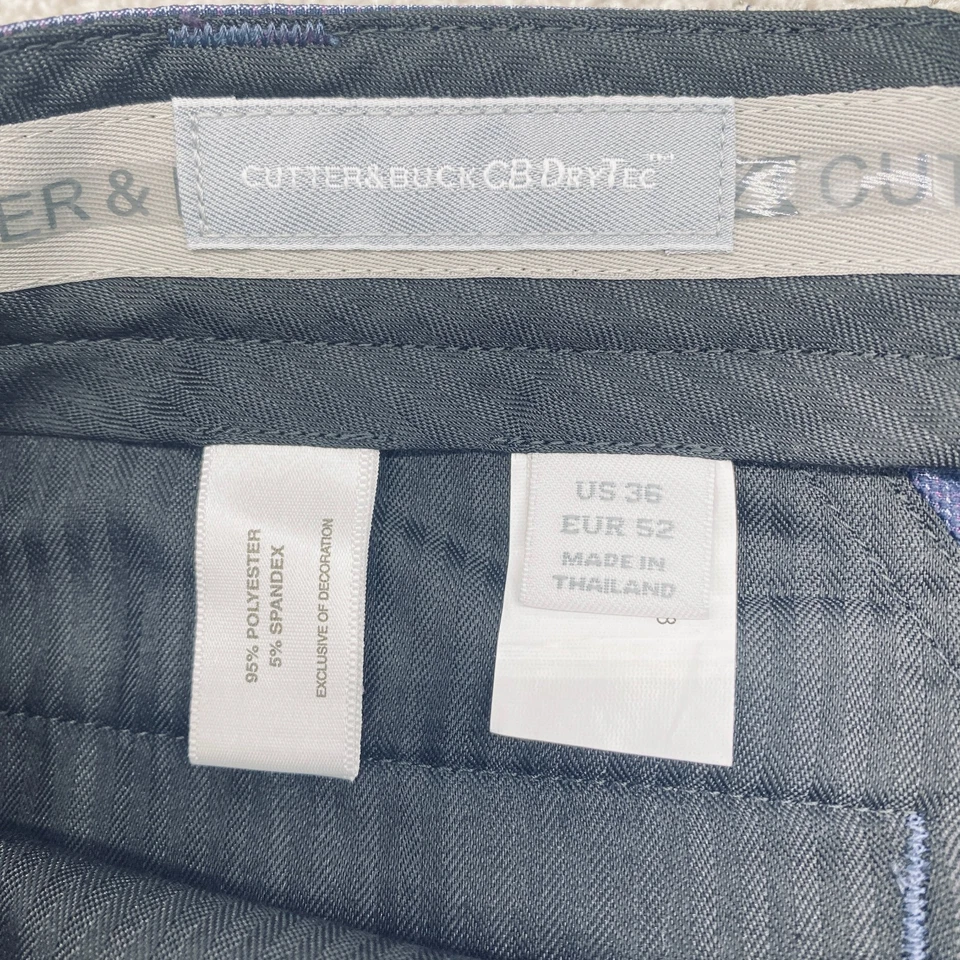 CUTTER&BUCK CB·DRYTEC™
ER &
CUT
95% POLYESTER
5% SPANDEX
EXCLUSIVE OF DECORATION
US 36
EUR 52
MADE IN
THAILAND